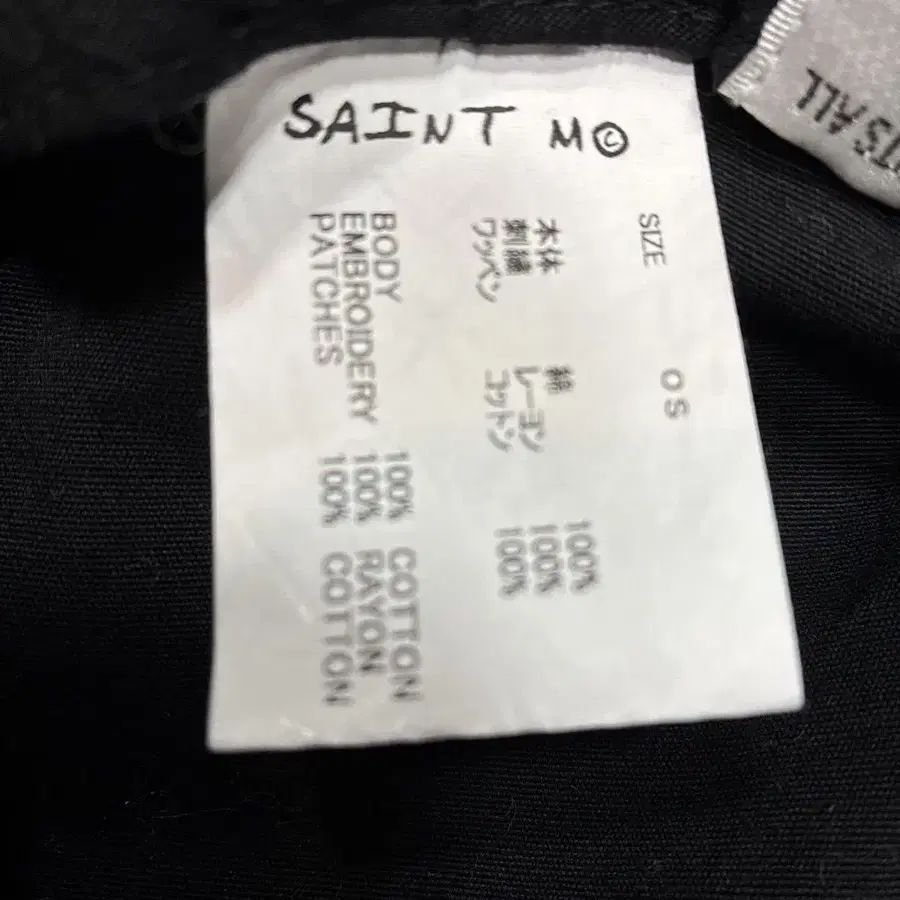 SAINT M©
SIZE OS
本体 綿 100%
刺繍 レーヨン 100%
ワッペン コットン 100%
BODY 100% COTTON
EMBROIDERY 100% RAYON
PATCHES 100% COTTON
ALL